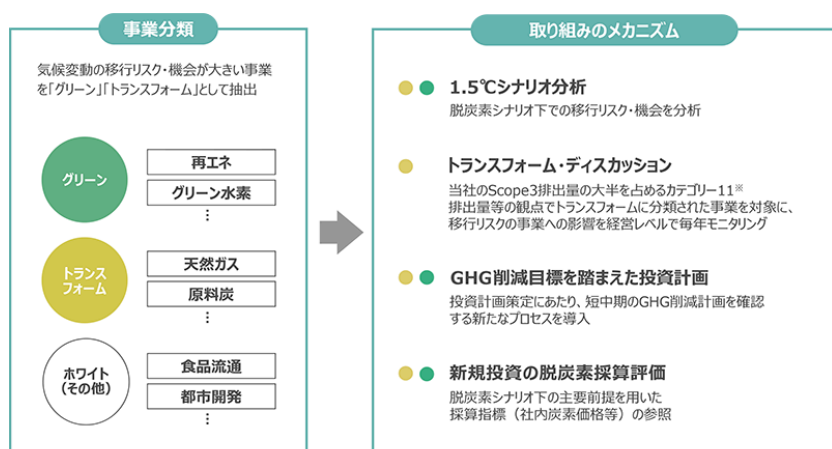 事業分類
気候変動の移行リスク・機会が大きい事業
を「グリーン」「トランスフォーム」として抽出
グリーン
再エネ
グリーン水素
⋮
トランス
フォーム
天然ガス
原料炭
⋮
ホワイト
(その他)
食品流通
都市開発
⋮
取り組みのメカニズム
1.5℃シナリオ分析
脱炭素シナリオ下での移行リスク・機会を分析
トランスフォーム・ディスカッション
当社のScope3排出量の大半を占めるカテゴリー11※
排出量等の観点でトランスフォームに分類された事業を対象に、
移行リスクの事業への影響を経営レベルで毎年モニタリング
GHG削減目標を踏まえた投資計画
投資計画策定にあたり、短中期のGHG削減計画を確認
する新たなプロセスを導入
新規投資の脱炭素採算評価
脱炭素シナリオ下の主要前提を用いた
採算指標（社内炭素価格等）の参照